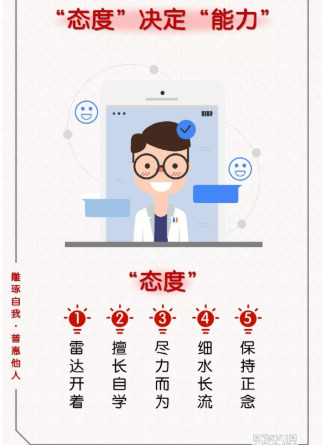 “态度”决定“能力”
雕琢自我·普惠他人
“态度”
1 雷达开着
2 擅长自学
3 尽力而为
4 细水长流
5 保持正念